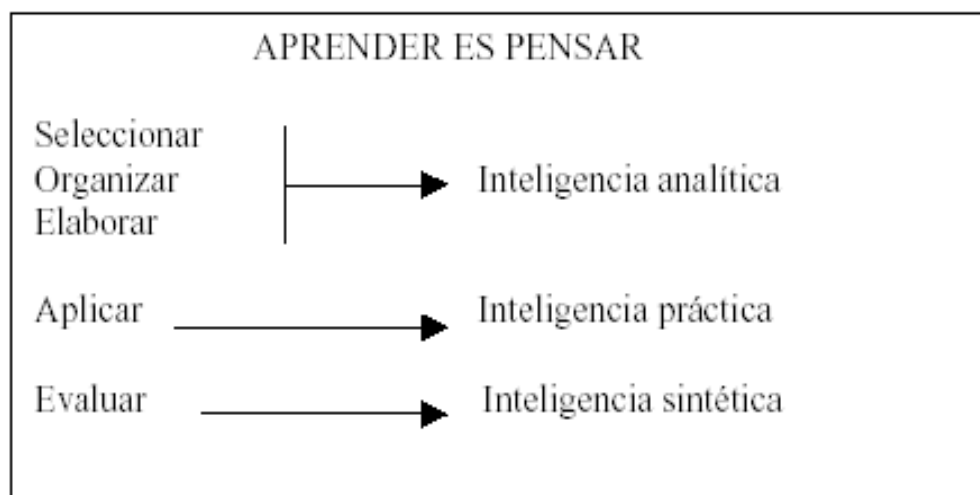 APRENDER ES PENSAR
Seleccionar
Organizar
Elaborar
Inteligencia analítica
Aplicar Inteligencia práctica
Evaluar Inteligencia sintética